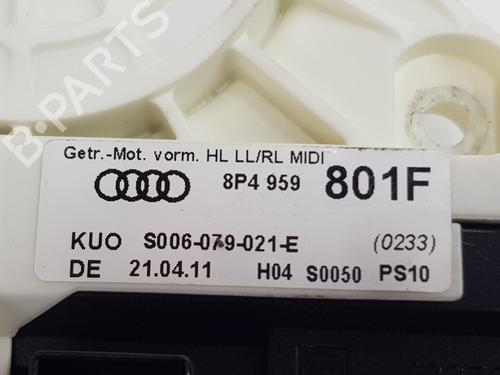 B-PARTS
Getr.-Mot. vorm. HL LL/RL MIDI
8P4 959 801F
KUO S006-079-021-E (0233)
DE 21.04.11 H04 S0050 PS10